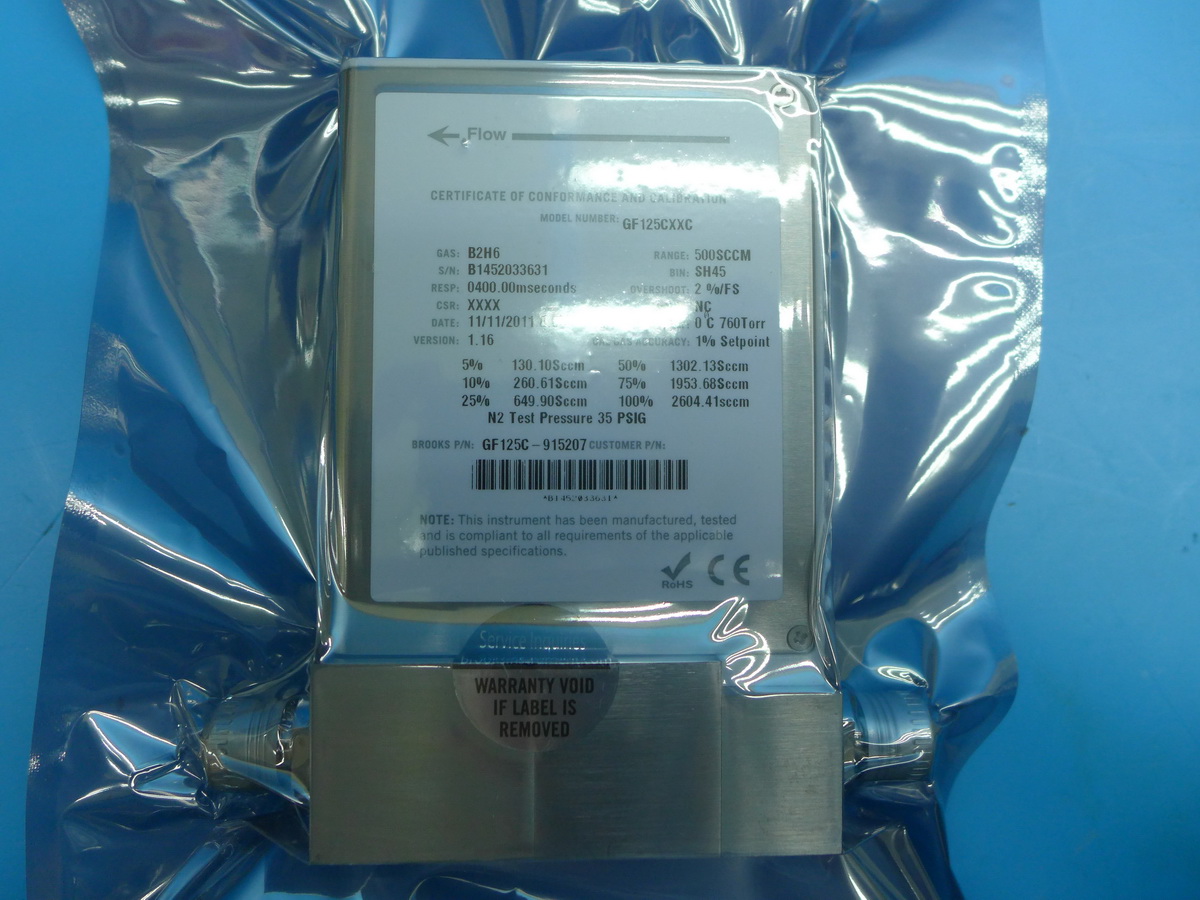 Flow
CERTIFICATE OF CONFORMANCE AND CALIBRATION
MODEL NUMBER: GF125CXXC
GAS: B2H6 RANGE: 500SCCM
S/N: B1452033631 BIN: SH45
RESP: 0400.00mseconds OVERSHOOT: 2 %/FS
CSR: XXXX NC
DATE: 11/11/2011 0°C 760Torr
VERSION: 1.16 GAS ACCURACY: 1% Setpoint
5% 130.10Sccm 50% 1302.13Sccm
10% 260.61Sccm 75% 1953.68Sccm
25% 649.90Sccm 100% 2604.41sccm
N2 Test Pressure 35 PSIG
BROOKS P/N: GF125C-915207 CUSTOMER P/N:
*B1452033631*
NOTE: This instrument has been manufactured, tested
and is compliant to all requirements of the applicable
published specifications.
RoHS CE
Service Inquiries
WARRANTY VOID
IF LABEL IS
REMOVED